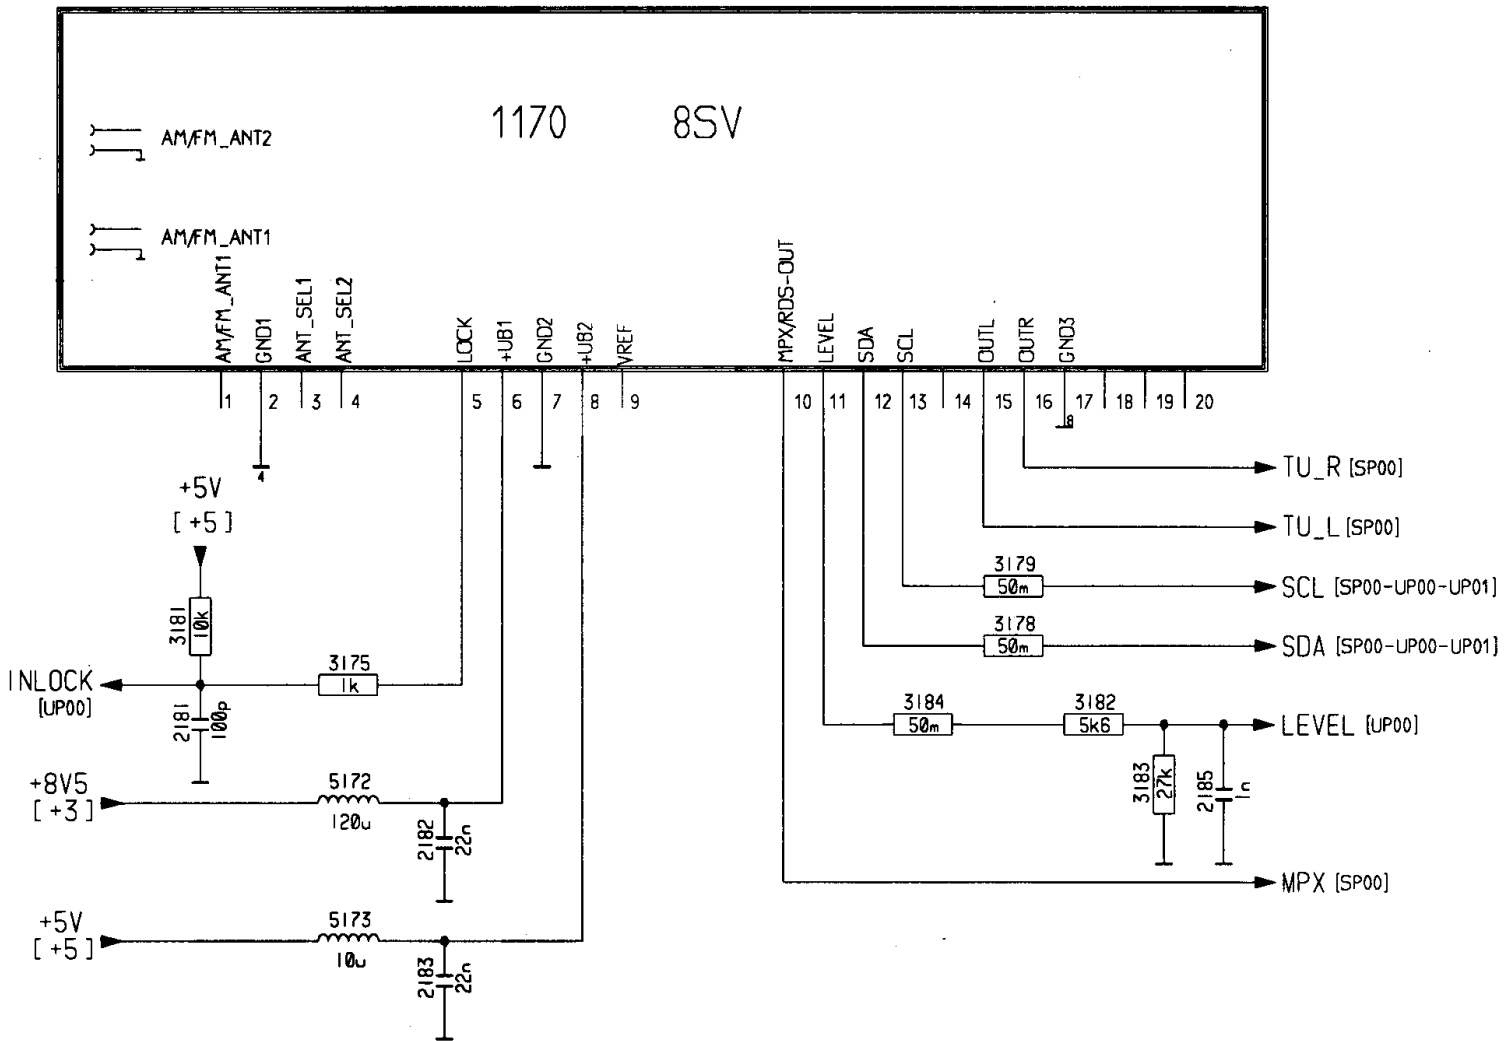 1170 8SV
AM/FM_ANT2
AM/FM_ANT1
AM/FM_ANT1
GND1
ANT_SEL1
ANT_SEL2
LOCK
+UB1
GND2
+UB2
VREF
MPX/RDS-OUT
LEVEL
SDA
SCL
OUTL
OUTR
GND3
1 2 3 4 5 6 7 8 9 10 11 12 13 14 15 16 17 18 19 20
4
8
+5V
[+5]
3181
10k
INLOCK
[UP00]
3175
1k
2181
100p
+8V5
[+3]
5172
120u
2182
22n
+5V
[+5]
5173
10u
2183
22n
TU_R [SP00]
TU_L [SP00]
3179
50m
SCL [SP00-UP00-UP01]
3178
50m
SDA [SP00-UP00-UP01]
3184
50m
3182
5k6
LEVEL [UP00]
3183
27k
2185
1n
MPX [SP00]